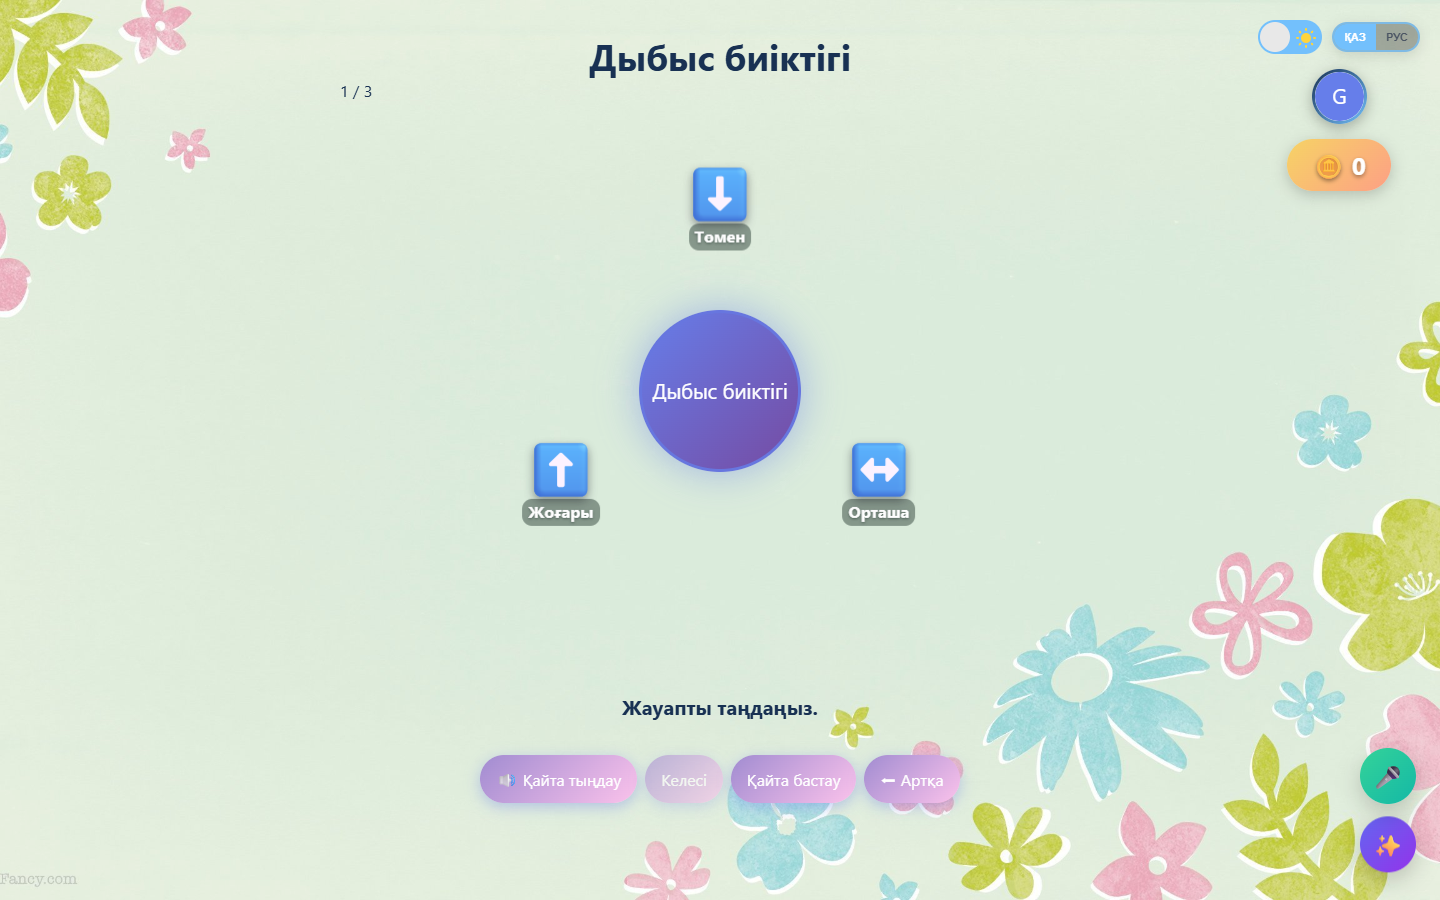 Дыбыс биіктігі
1 / 3
ҚАЗ РУС
G
0
Төмен
Дыбыс биіктігі
Жоғары
Орташа
Жауапты таңдаңыз.
Қайта тыңдау
Келесі
Қайта бастау
← Артқа
Fancy.com